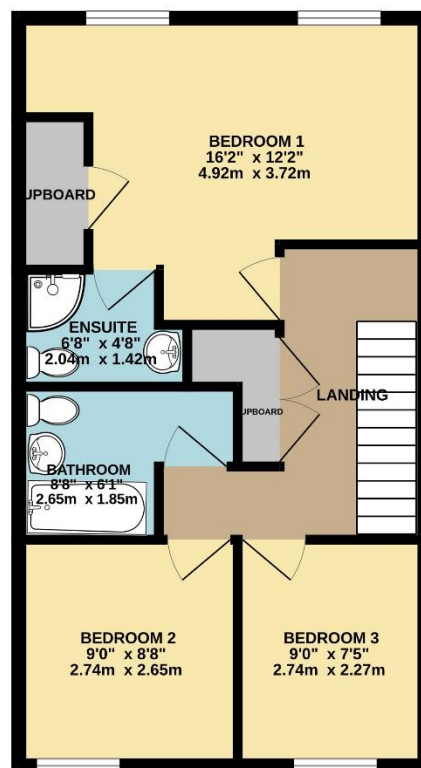 BEDROOM 1
16'2" x 12'2"
4.92m x 3.72m
UPBOARD
ENSUITE
6'8" x 4'8"
2.04m x 1.42m
LANDING
UPBOARD
BATHROOM
8'8" x 6'1"
2.65m x 1.85m
BEDROOM 2
9'0" x 8'8"
2.74m x 2.65m
BEDROOM 3
9'0" x 7'5"
2.74m x 2.27m